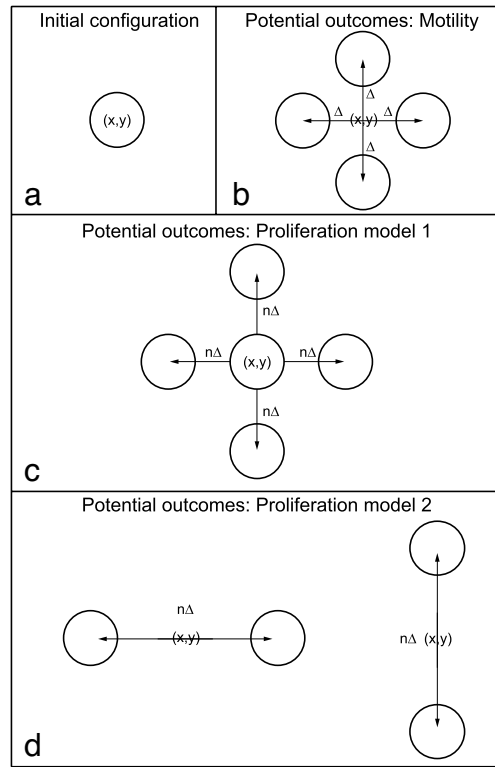 Initial configuration
(x,y)
a
Potential outcomes: Motility
Δ
Δ (x,y) Δ
Δ
b
Potential outcomes: Proliferation model 1
nΔ
nΔ (x,y) nΔ
nΔ
c
Potential outcomes: Proliferation model 2
nΔ
(x,y)
nΔ (x,y)
d